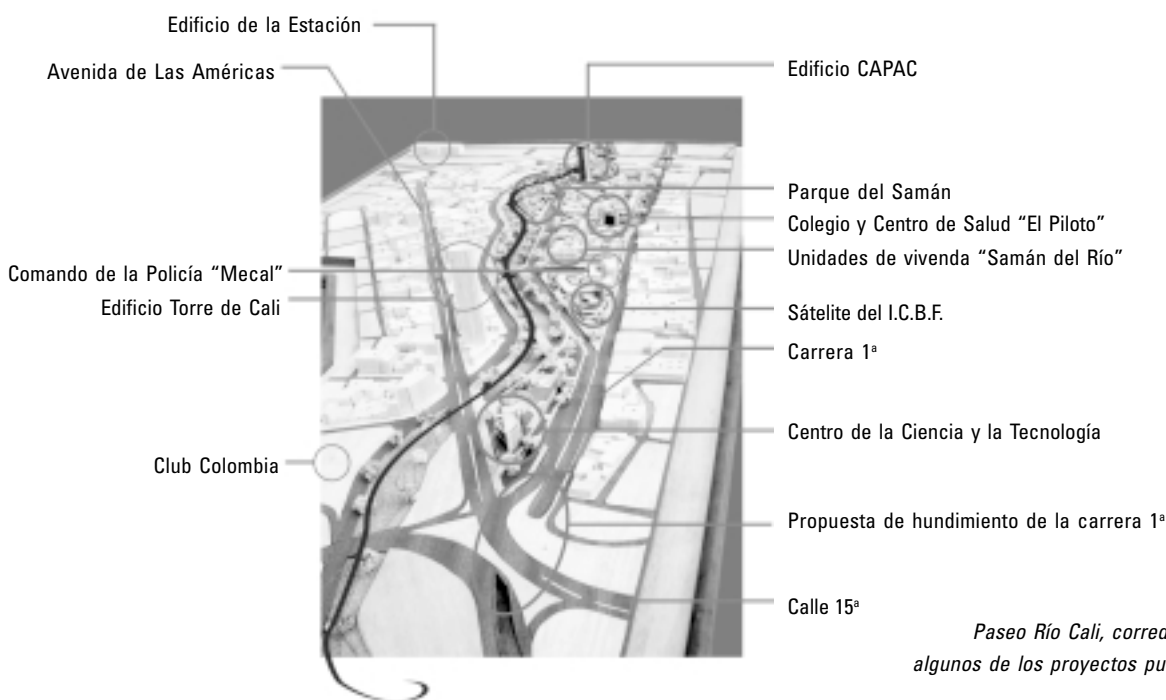 Edificio de la Estación
Avenida de Las Américas
Edificio CAPAC
Parque del Samán
Colegio y Centro de Salud “El Piloto”
Unidades de vivenda “Samán del Río”
Comando de la Policía “Mecal”
Edificio Torre de Cali
Sátelite del I.C.B.F.
Carrera 1ª
Centro de la Ciencia y la Tecnología
Club Colombia
Propuesta de hundimiento de la carrera 1ª
Calle 15ª
Paseo Río Cali, corred
algunos de los proyectos pu